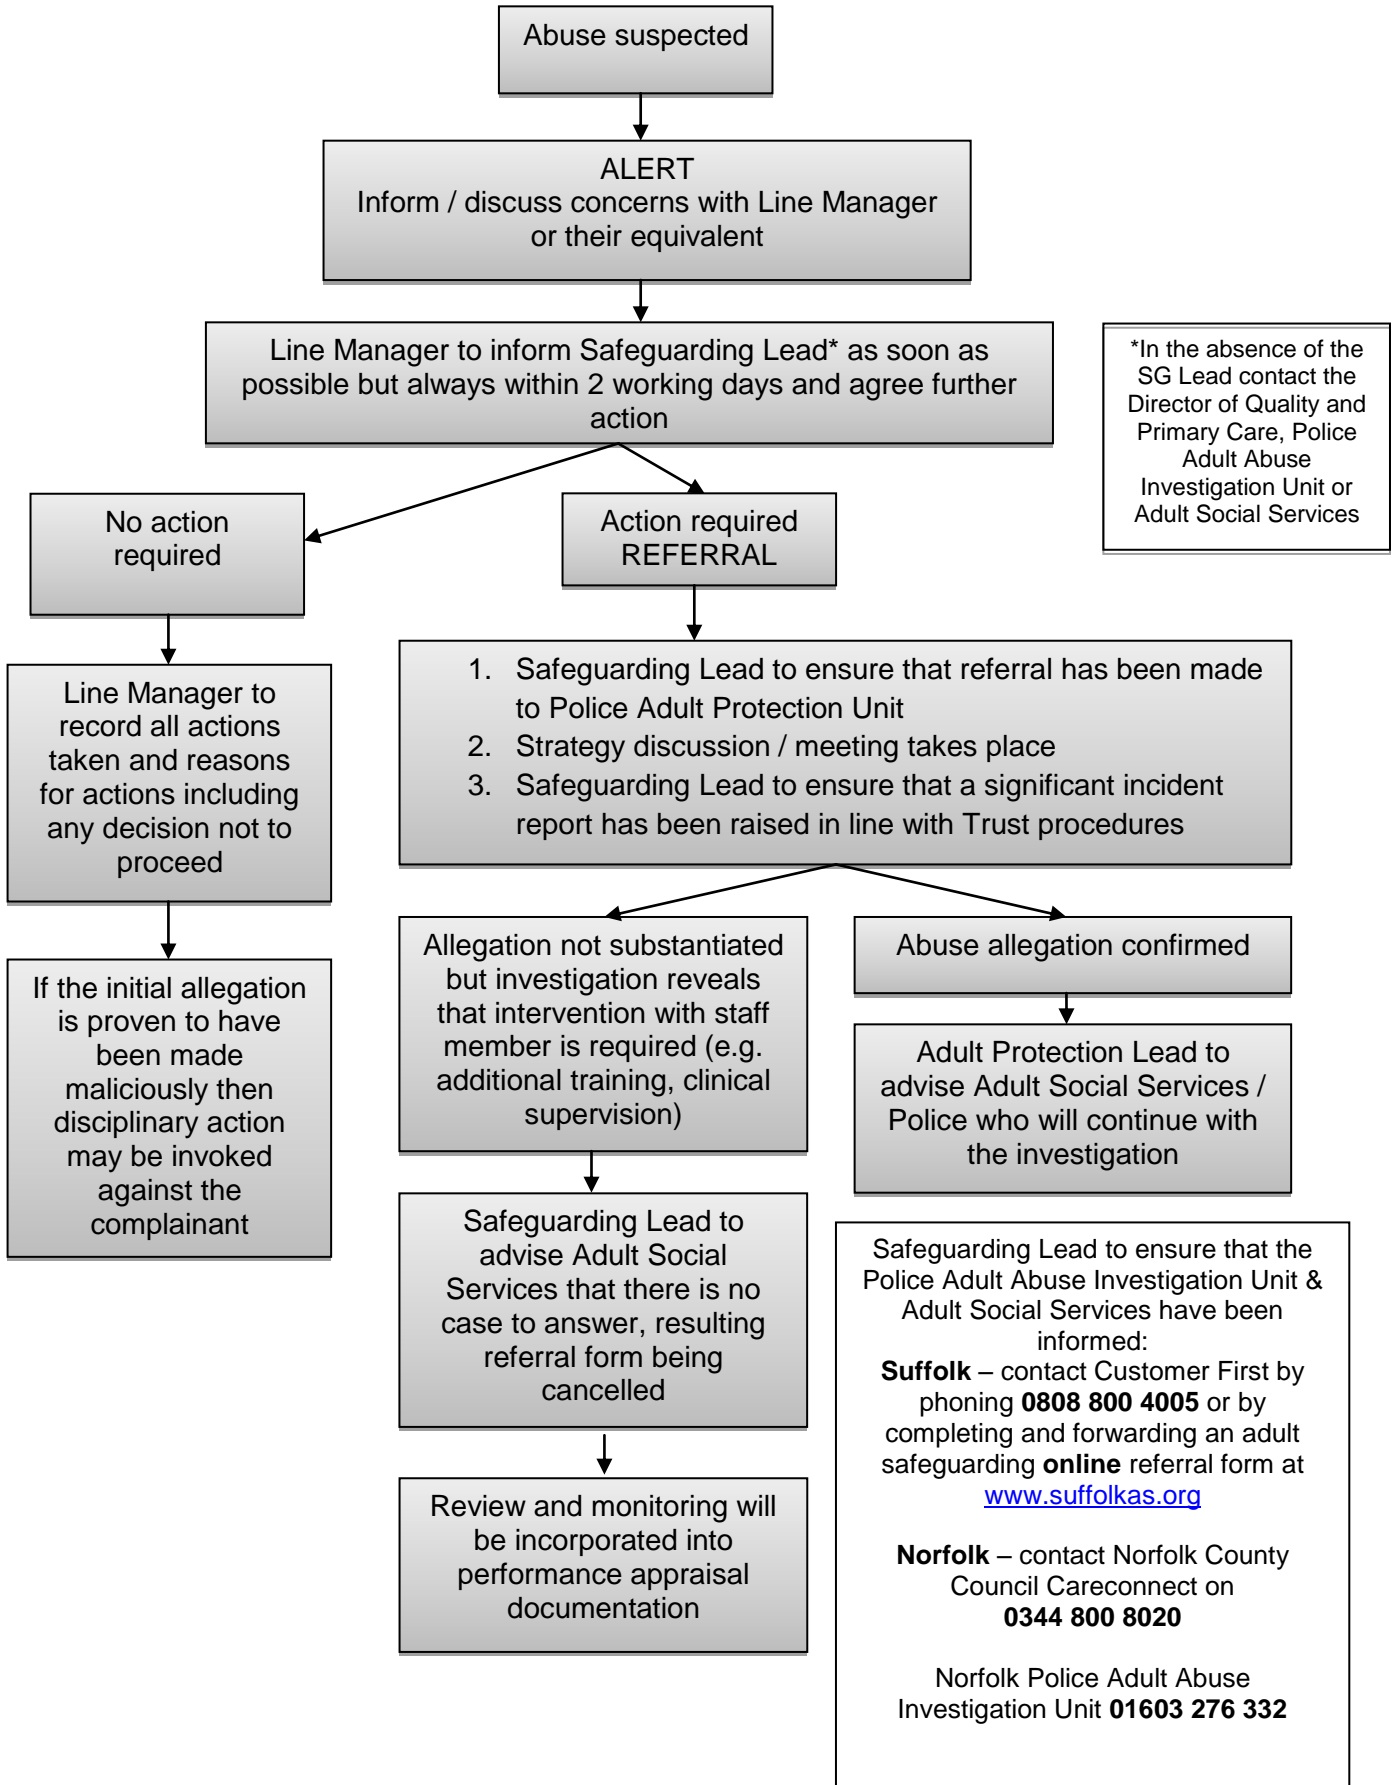 Abuse suspected
ALERT
Inform / discuss concerns with Line Manager
or their equivalent
Line Manager to inform Safeguarding Lead* as soon as
possible but always within 2 working days and agree further
action
*In the absence of the
SG Lead contact the
Director of Quality and
Primary Care, Police
Adult Abuse
Investigation Unit or
Adult Social Services
No action
required
Action required
REFERRAL
Line Manager to
record all actions
taken and reasons
for actions including
any decision not to
proceed
1. Safeguarding Lead to ensure that referral has been made
to Police Adult Protection Unit
2. Strategy discussion / meeting takes place
3. Safeguarding Lead to ensure that a significant incident
report has been raised in line with Trust procedures
If the initial allegation
is proven to have
been made
maliciously then
disciplinary action
may be invoked
against the
complainant
Allegation not substantiated
but investigation reveals
that intervention with staff
member is required (e.g.
additional training, clinical
supervision)
Abuse allegation confirmed
Adult Protection Lead to
advise Adult Social Services /
Police who will continue with
the investigation
Safeguarding Lead to
advise Adult Social
Services that there is no
case to answer, resulting
referral form being
cancelled
Review and monitoring will
be incorporated into
performance appraisal
documentation
Safeguarding Lead to ensure that the
Police Adult Abuse Investigation Unit &
Adult Social Services have been
informed:
Suffolk – contact Customer First by
phoning 0808 800 4005 or by
completing and forwarding an adult
safeguarding online referral form at
www.suffolkas.org
Norfolk – contact Norfolk County
Council Careconnect on
0344 800 8020
Norfolk Police Adult Abuse
Investigation Unit 01603 276 332